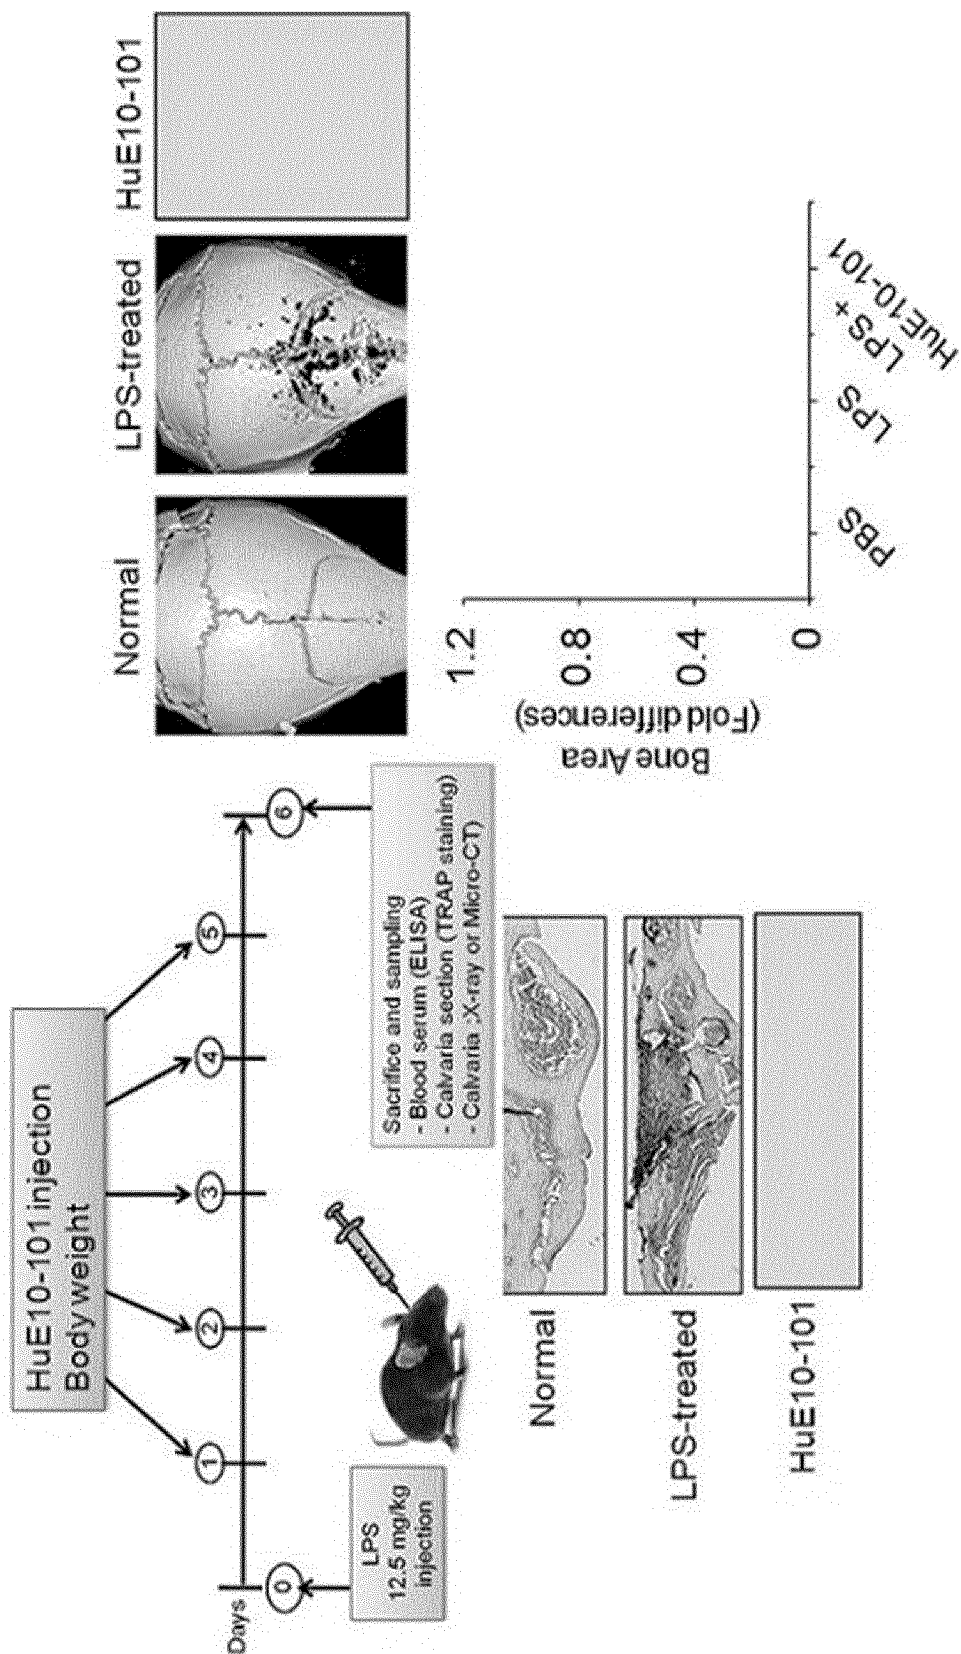 HuE10-101 injection
Body weight
Days
0
1
2
3
4
5
6
LPS
12.5 mg/kg
injection
Sacrifice and sampling
- Blood serum (ELISA)
- Calvaria section (TRAP staining)
- Calvaria ;X-ray or Micro-CT)
Normal
LPS-treated
HuE10-101
Normal
LPS-treated
HuE10-101
Bone Area
(Fold differences)
1.2
0.8
0.4
0
PBS
LPS
LPS+
HuE10-101